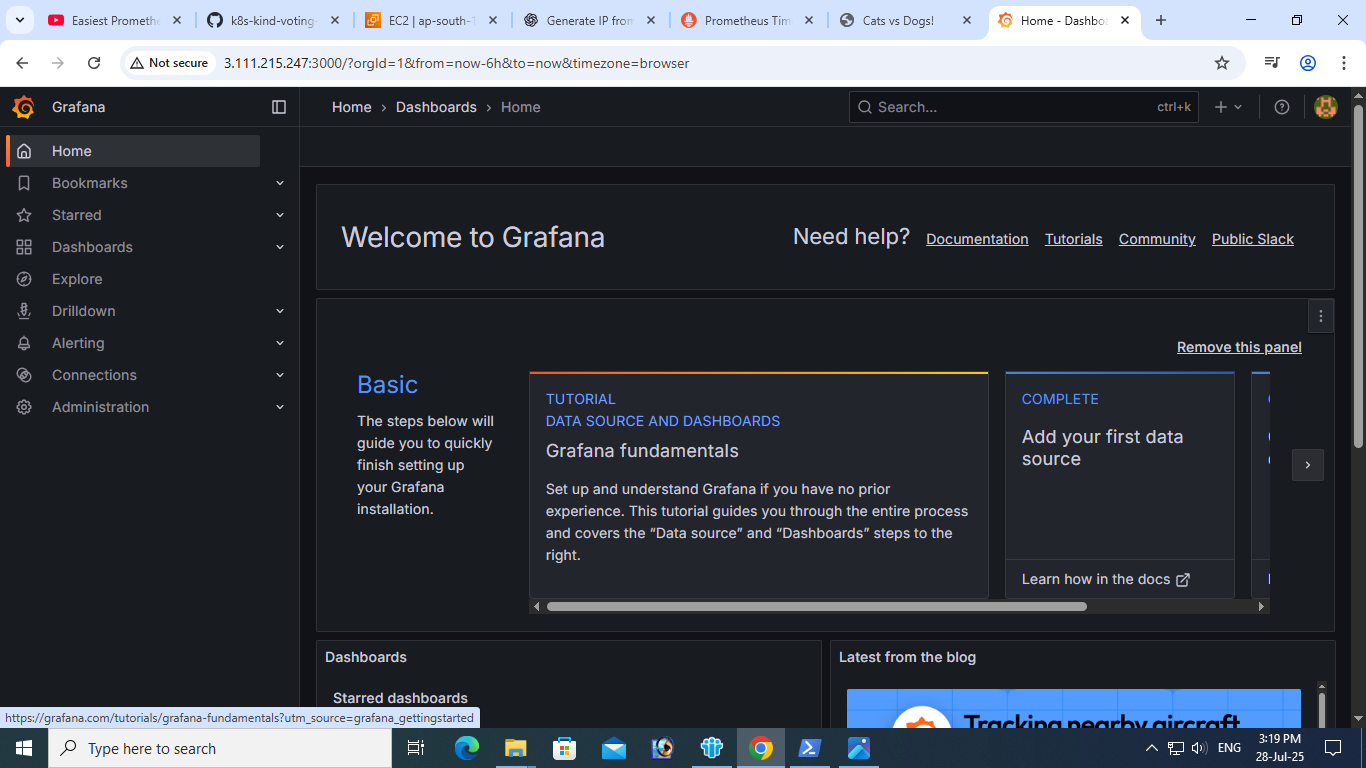 Easiest Prometh
k8s-kind-voting-
EC2 | ap-south-1
Generate IP from
Prometheus Tim
Cats vs Dogs!
Home - Dashboa
Not secure
3.111.215.247:3000/?orgId=1&from=now-6h&to=now&timezone=browser
Grafana
Home › Dashboards › Home
Search...
ctrl+k
Home
Bookmarks
Starred
Dashboards
Explore
Drilldown
Alerting
Connections
Administration
Welcome to Grafana
Need help?
Documentation
Tutorials
Community
Public Slack
Remove this panel
Basic
The steps below will
guide you to quickly
finish setting up
your Grafana
installation.
TUTORIAL
DATA SOURCE AND DASHBOARDS
Grafana fundamentals
Set up and understand Grafana if you have no prior
experience. This tutorial guides you through the entire process
and covers the “Data source” and “Dashboards” steps to the
right.
COMPLETE
Add your first data
source
Learn how in the docs
Dashboards
Starred dashboards
Latest from the blog
Tracking nearby aircraft
https://grafana.com/tutorials/grafana-fundamentals?utm_source=grafana_gettingstarted
Type here to search
ENG
3:19 PM
28-Jul-25